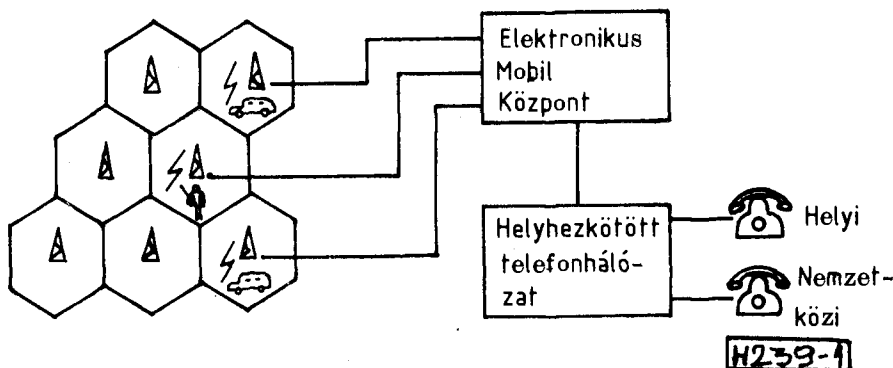 Elektronikus
Mobil
Központ
Helyhezkötött
telefonháló-
zat
Helyi
Nemzet-
közi
H239-1